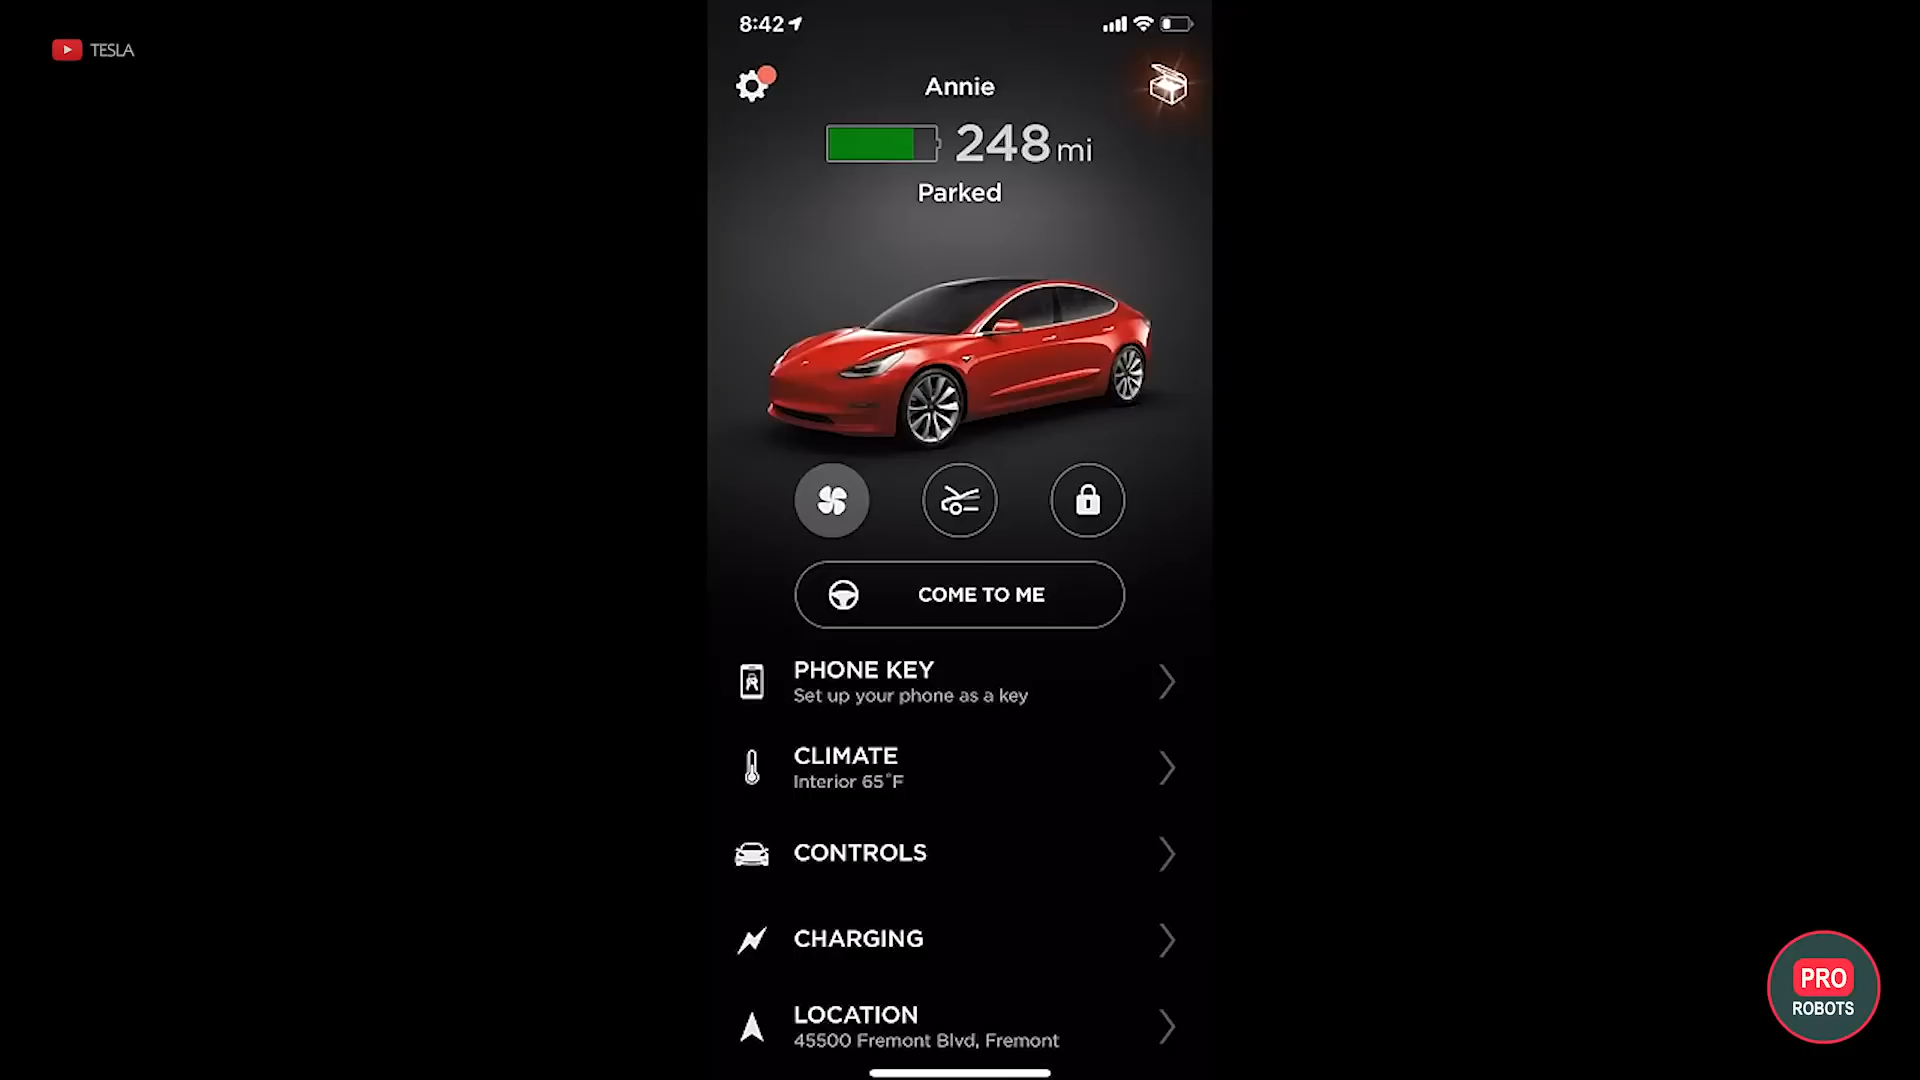 TESLA
8:42
Annie
248 mi
Parked
COME TO ME
PHONE KEY
Set up your phone as a key
CLIMATE
Interior 65°F
CONTROLS
CHARGING
LOCATION
45500 Fremont Blvd, Fremont
PRO
ROBOTS